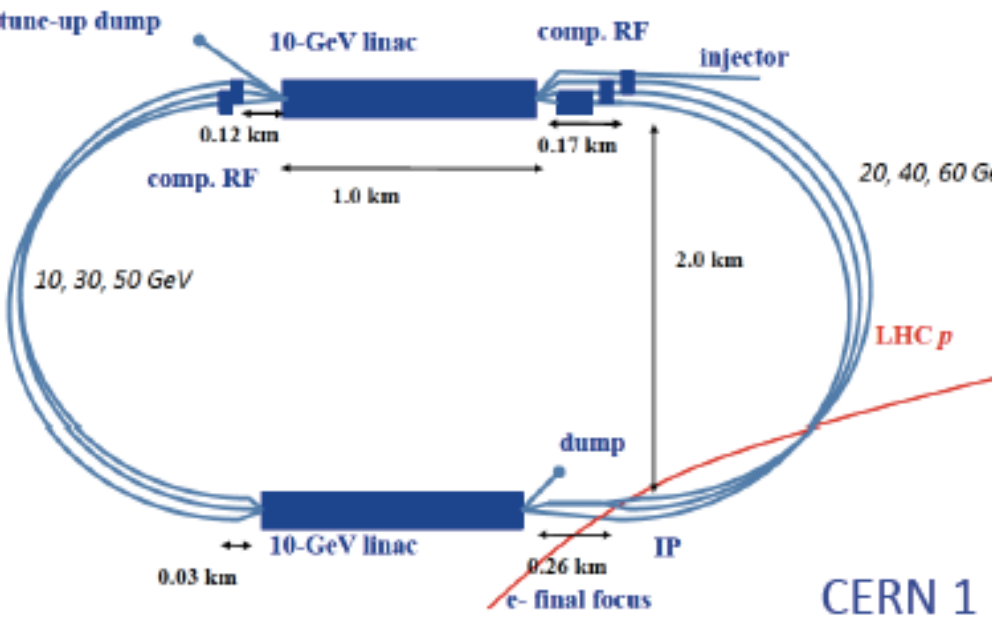 tune-up dump
10-GeV linac
comp. RF
injector
0.12 km
0.17 km
comp. RF
1.0 km
20, 40, 60 Ge
2.0 km
10, 30, 50 GeV
LHC p
dump
10-GeV linac
IP
0.03 km
0.26 km
e- final focus
CERN 1